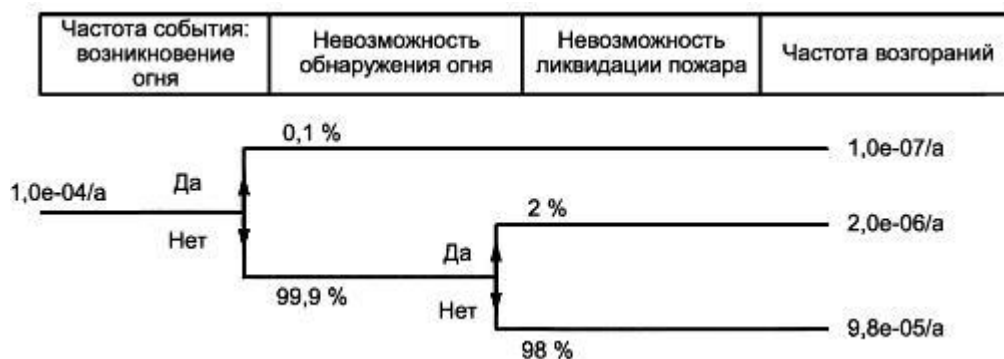 Частота события:
возникновение
огня
Невозможность
обнаружения огня
Невозможность
ликвидации пожара
Частота возгораний
0,1 %
1,0e-07/a
Да
1,0e-04/a
2 %
2,0e-06/a
Нет
Да
99,9 %
Нет
9,8e-05/a
98 %